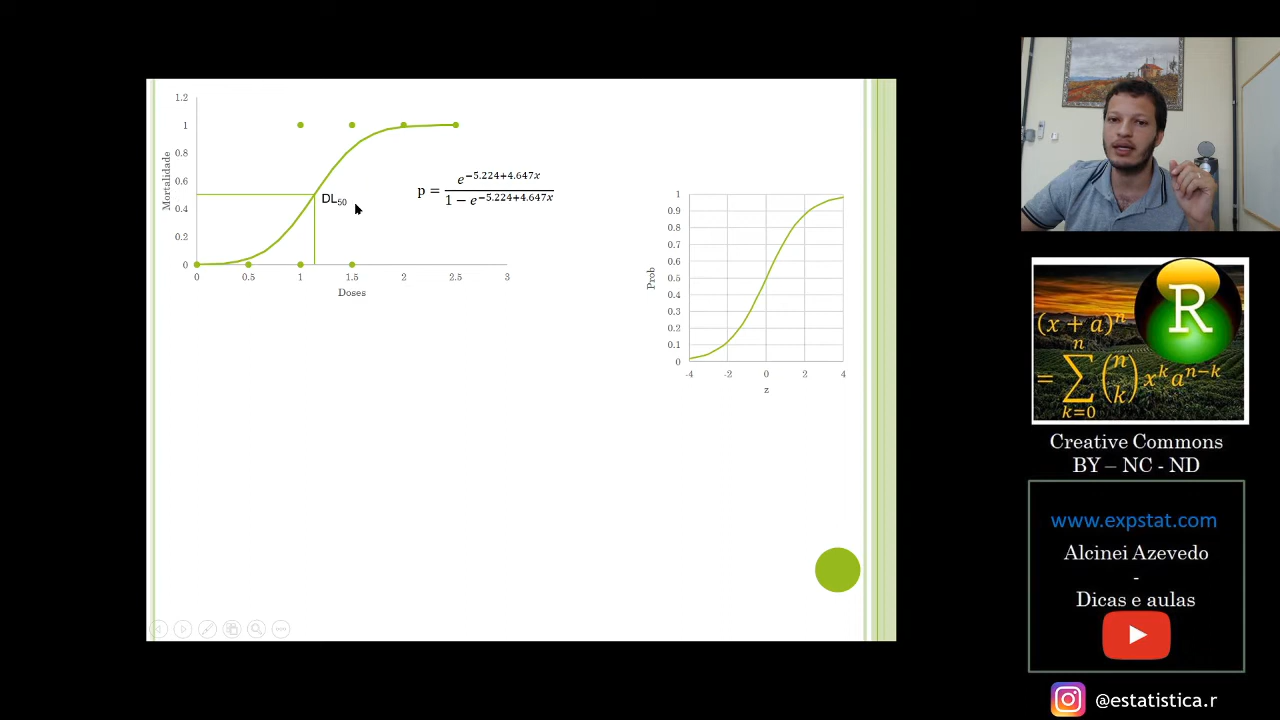 1.2
1
0.8
0.6
0.4
0.2
0
Mortalidade
DL50
0 0.5 1 1.5 2 2.5 3
Doses
p = e^{-5.224+4.647x} / 1 − e^{-5.224+4.647x}
1
0.9
0.8
0.7
0.6
0.5
0.4
0.3
0.2
0.1
0
Prob
-4 -2 0 2 4
z
R
(x + a)^n
= ∑_{k=0}^{n} (n k) x^k a^{n−k}
Creative Commons
BY – NC - ND
www.expstat.com
Alcinei Azevedo
-
Dicas e aulas
@estatistica.r